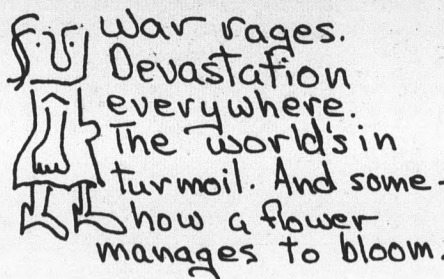 War rages.
Devastation
everywhere.
The world's in
turmoil. And some-
how a flower
manages to bloom.